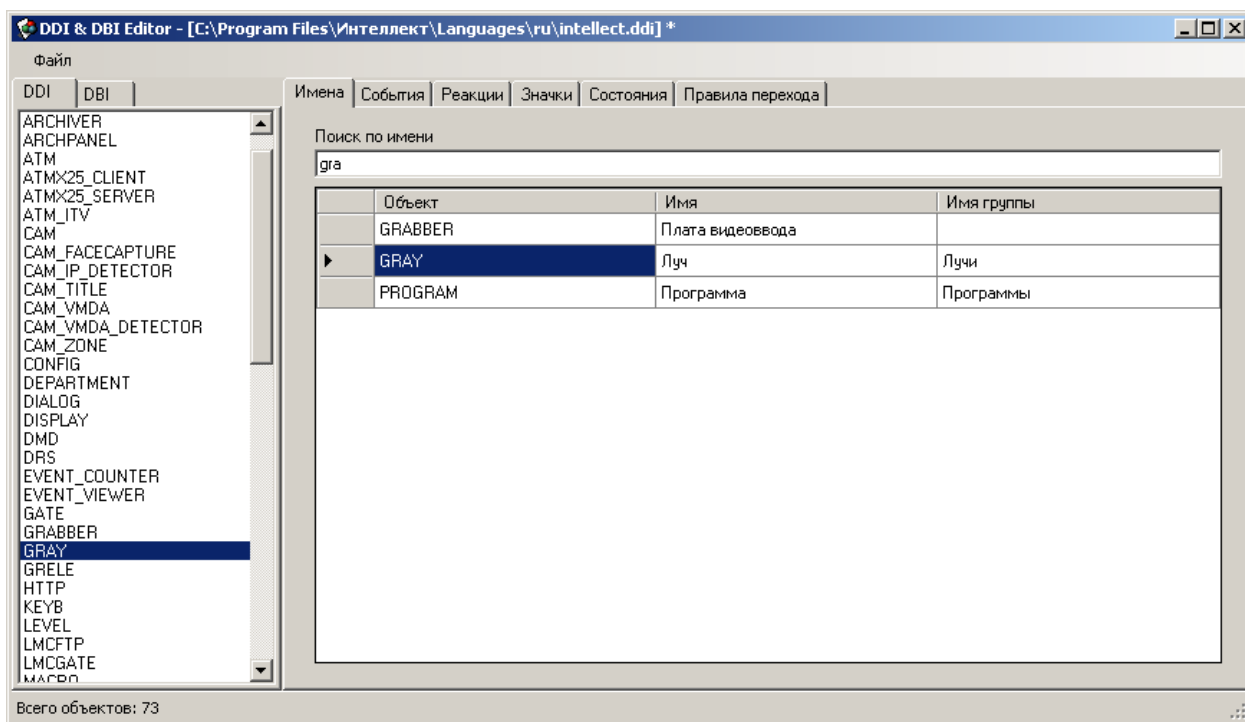 DDI & DBI Editor - [C:\Program Files\Интеллект\Languages\ru\intellect.ddi] *
Файл
DDI DBI
ARCHIVER
ARCHPANEL
ATM
ATMX25_CLIENT
ATMX25_SERVER
ATM_ITV
CAM
CAM_FACECAPTURE
CAM_IP_DETECTOR
CAM_TITLE
CAM_VMDA
CAM_VMDA_DETECTOR
CAM_ZONE
CONFIG
DEPARTMENT
DIALOG
DISPLAY
DMD
DRS
EVENT_COUNTER
EVENT_VIEWER
GATE
GRABBER
GRAY
GRELE
HTTP
KEYB
LEVEL
LMCFTP
LMCGATE
MACRO
Имена События Реакции Значки Состояния Правила перехода
Поиск по имени
gra
Объект Имя Имя группы
GRABBER Плата видеоввода
GRAY Луч Лучи
PROGRAM Программа Программы
Всего объектов: 73